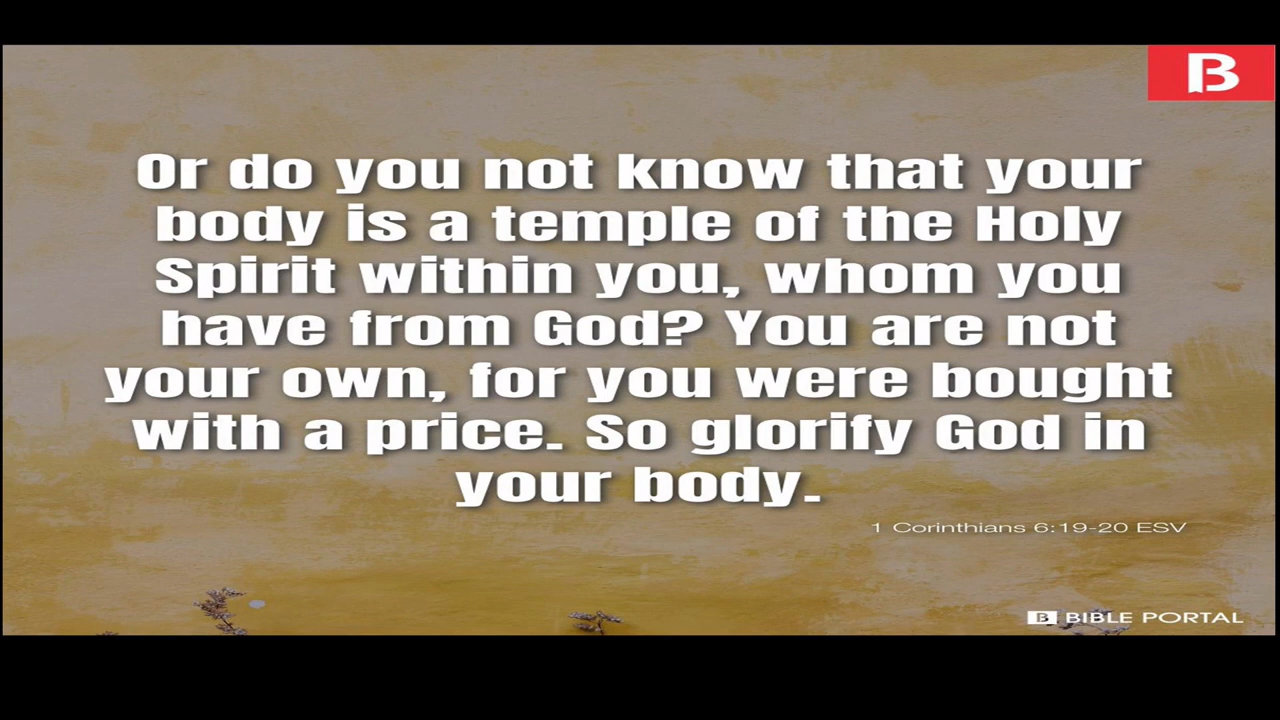 B
Or do you not know that your
body is a temple of the Holy
Spirit within you, whom you
have from God? You are not
your own, for you were bought
with a price. So glorify God in
your body.
1 Corinthians 6:19-20 ESV
B BIBLE PORTAL